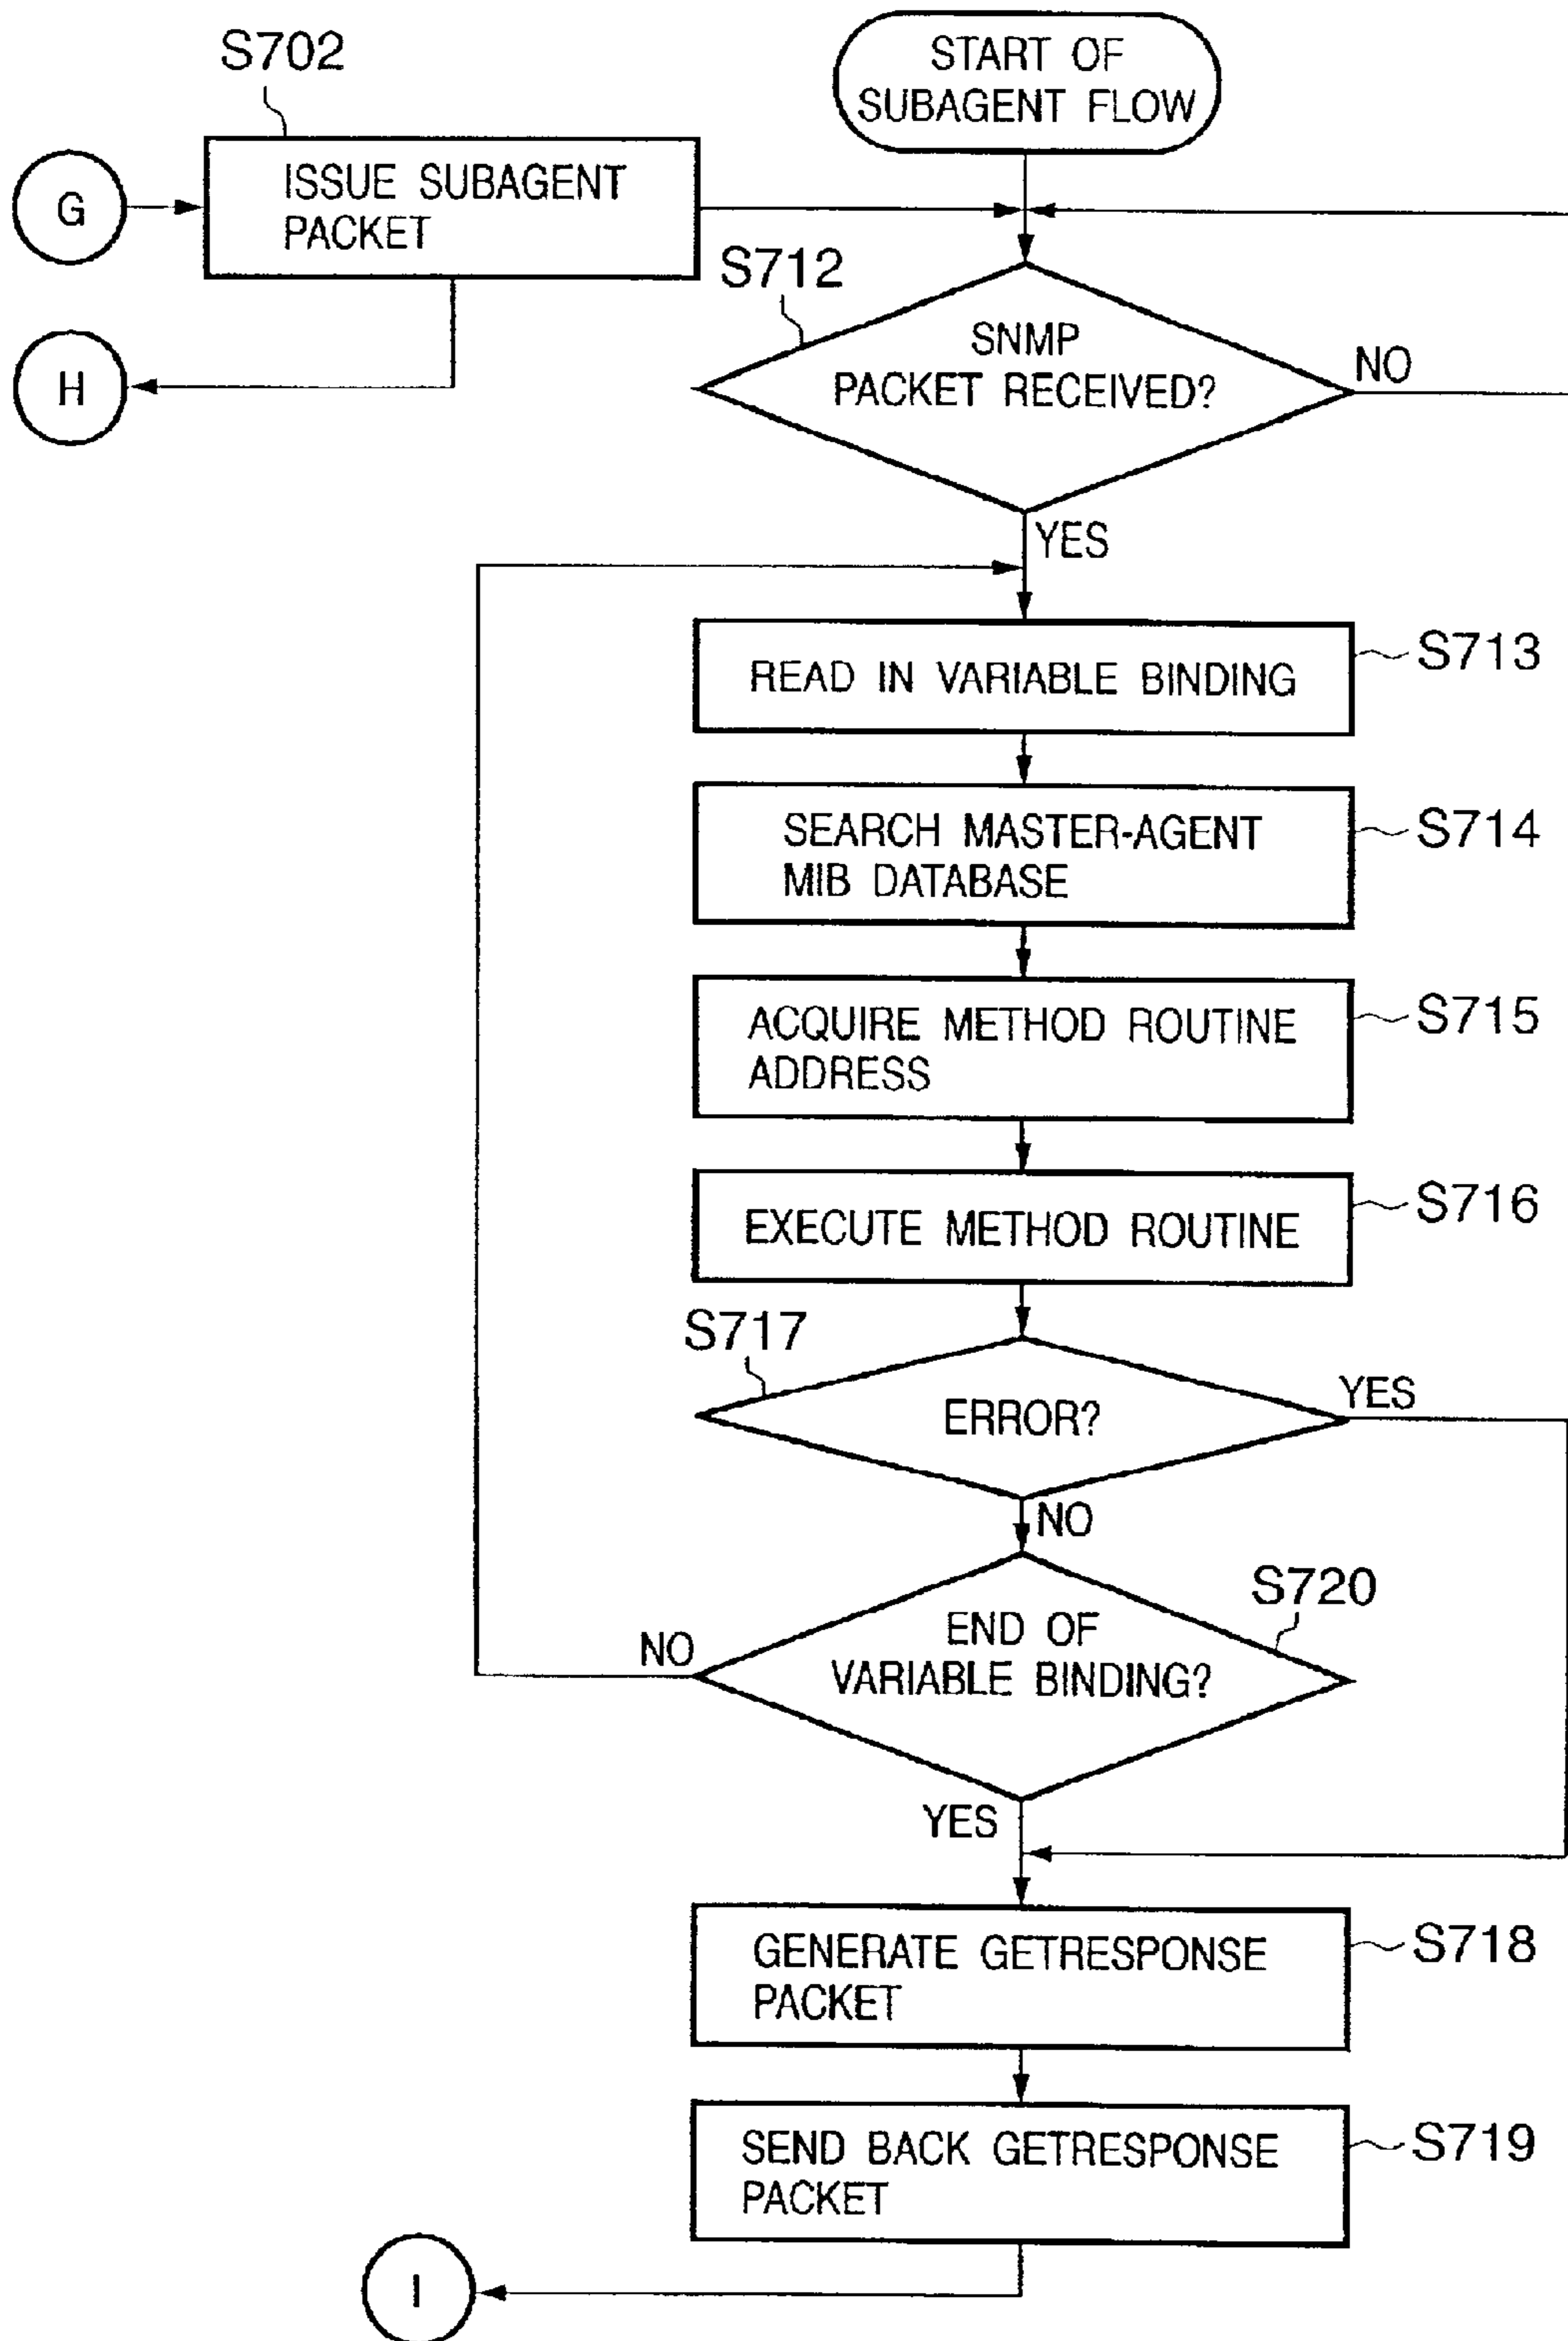 S702
START OF
SUBAGENT FLOW
G
ISSUE SUBAGENT
PACKET
S712
H
SNMP
PACKET RECEIVED?
NO
YES
READ IN VARIABLE BINDING
S713
SEARCH MASTER-AGENT
MIB DATABASE
S714
ACQUIRE METHOD ROUTINE
ADDRESS
S715
EXECUTE METHOD ROUTINE
S716
S717
ERROR?
YES
NO
S720
END OF
VARIABLE BINDING?
NO
YES
GENERATE GETRESPONSE
PACKET
S718
SEND BACK GETRESPONSE
PACKET
S719
I